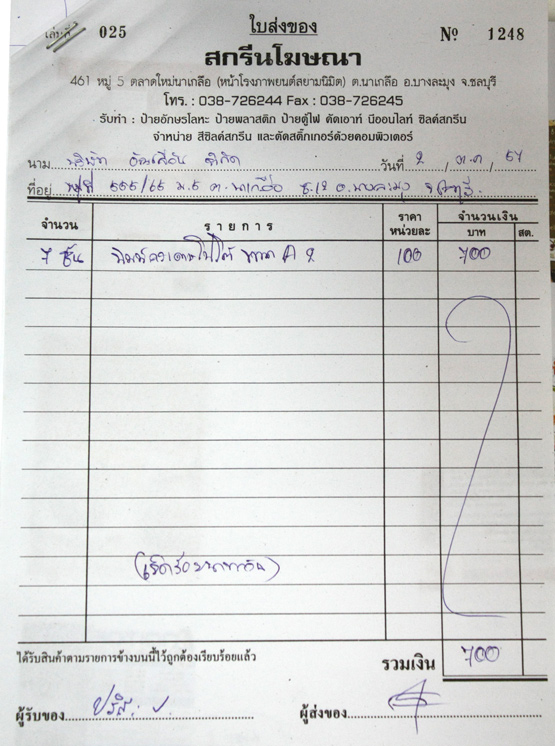 เล่มที่ 025 ใบส่งของ Nº 1248
สกรีนโฆษณา
461 หมู่ 5 ตลาดใหม่นาเกลือ (หน้าโรงภาพยนต์สยามนิมิต) ต.นาเกลือ อ.บางละมุง จ.ชลบุรี
โทร. : 038-726244 Fax : 038-726245
รับทำ : ป้ายอักษรโลหะ ป้ายพลาสติก ป้ายตู้ไฟ คัตเอาท์ นีออนไลท์ ซิลค์สกรีน
จำหน่าย สีซิลค์สกรีน และตัดสติ๊กเกอร์ด้วยคอมพิวเตอร์
นาม บริษัท จำกัด วันที่ 2 / ต.ค / 57
ที่อยู่ 555/65 ม.5 ต.นาเกลือ ซ.12 อ.บางละมุง จ.ชลบุรี
จำนวน รายการ ราคา หน่วยละ จำนวนเงิน
บาท สต.
7 ชิ้น พิมพ์กระดาษโฟโต้ ขนาด A 2 100 700
ได้รับสินค้าตามรายการข้างบนนี้ไว้ถูกต้องเรียบร้อยแล้ว รวมเงิน 700
ผู้รับของ ผู้ส่งของ